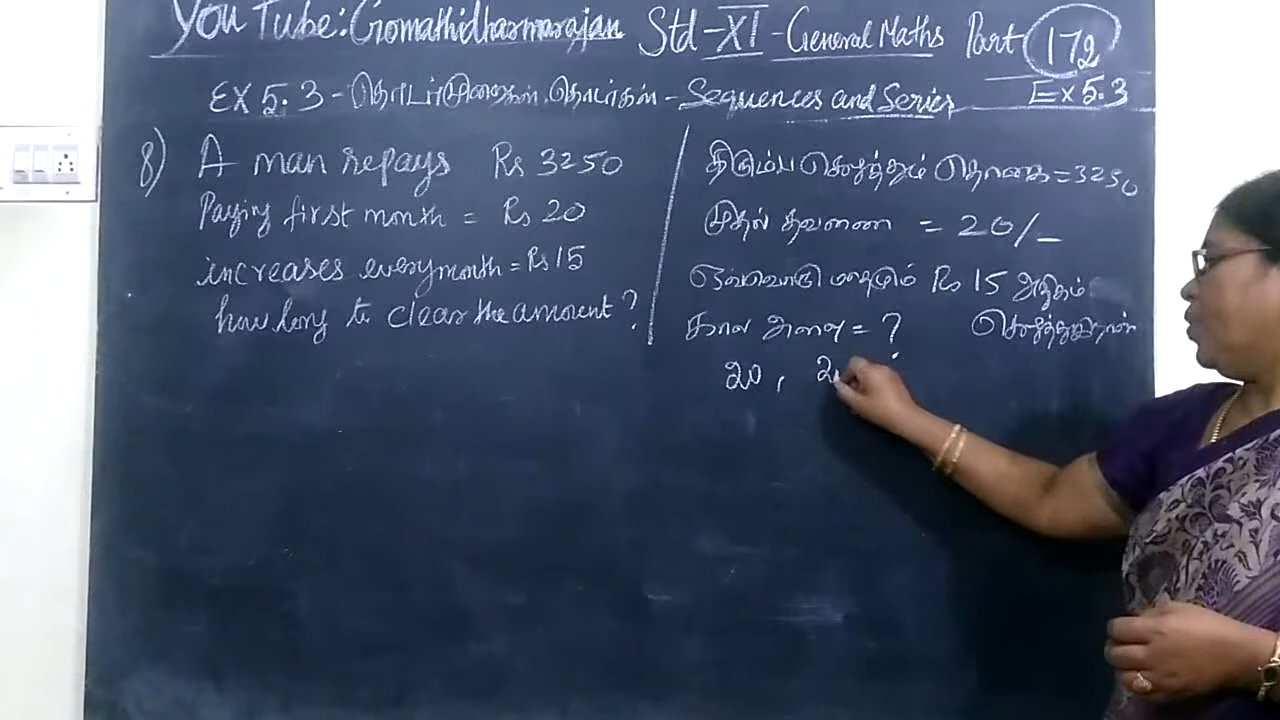 You Tube: Gomathidharmarajan Std - XI - General Maths Part 172
EX 5.3 - தொடர்முறைகள், தொடர்கள் - Sequences and Series Ex 5.3
8) A man repays Rs 3250
Paying first month = Rs 20
increases every month = Rs 15
how long to clear the amount?
திரும்ப செலுத்தும் தொகை = 3250
முதல் தவணை = 20/-
ஒவ்வொரு மாதமும் Rs 15 அதிகம்
செலுத்துகிறான்
கால அளவு = ?
20 ,